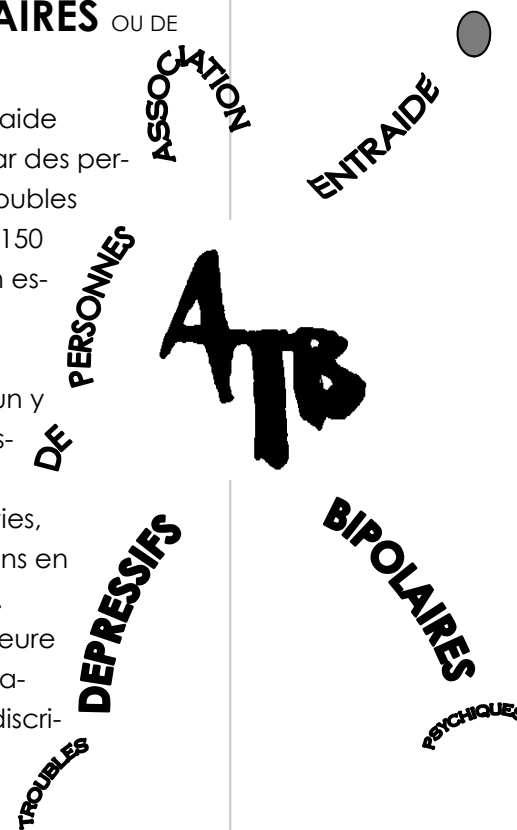 AIRES OU DE
ASSOCIATION
ENTRAIDE
aide
ar des per-
oubles
150
n es-
PERSONNES
ATB
un y
s-
DE
ies,
ns en
eure
a-
discri-
DEPRESSIFS
BIPOLAIRES
PSYCHIQUES
TROUBLES